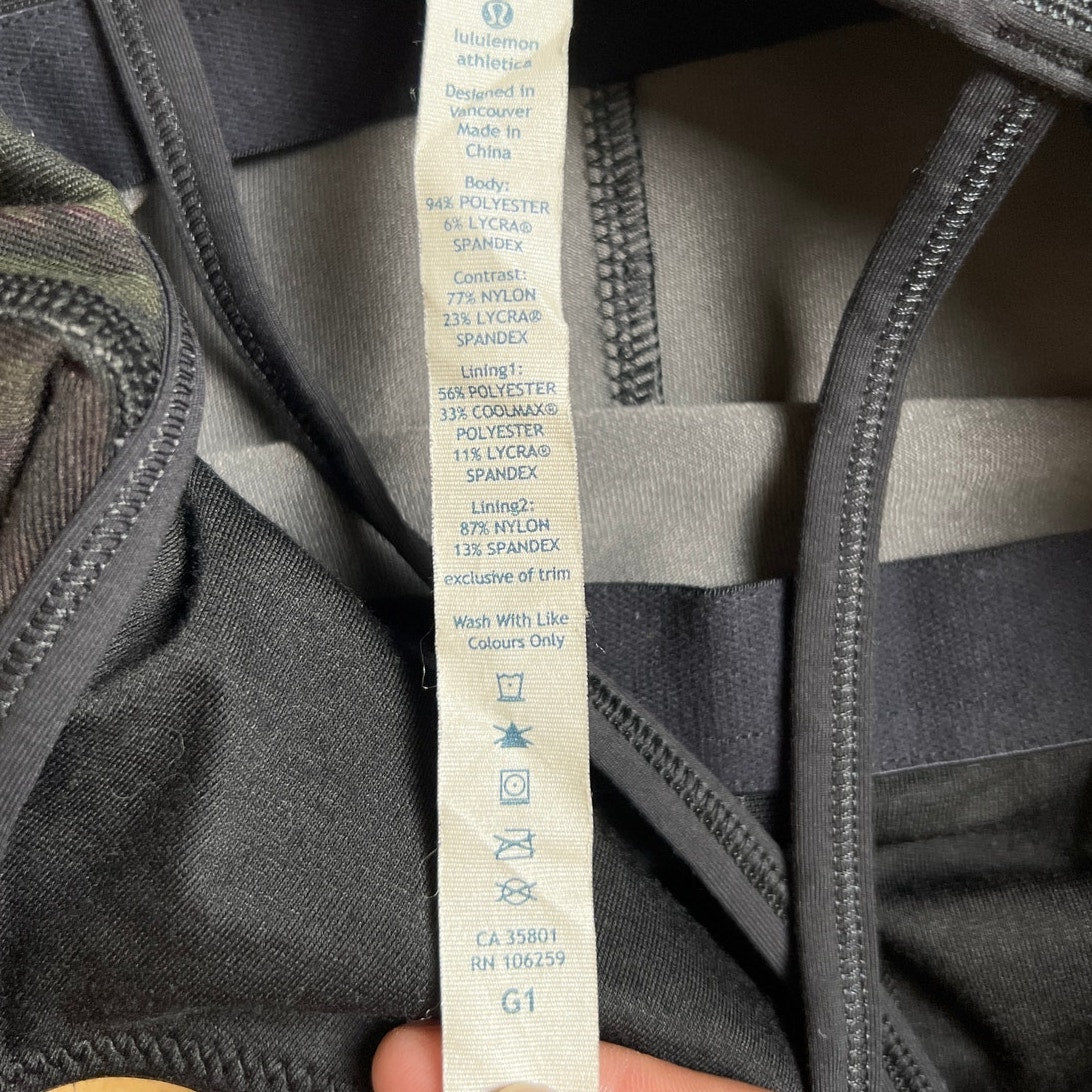 lululemon
athletica
Designed in
Vancouver
Made in
China
Body:
94% POLYESTER
6% LYCRA®
SPANDEX
Contrast:
77% NYLON
23% LYCRA®
SPANDEX
Lining1:
56% POLYESTER
33% COOLMAX®
POLYESTER
11% LYCRA®
SPANDEX
Lining2:
87% NYLON
13% SPANDEX
exclusive of trim
Wash With Like
Colours Only
CA 35801
RN 106259
G1